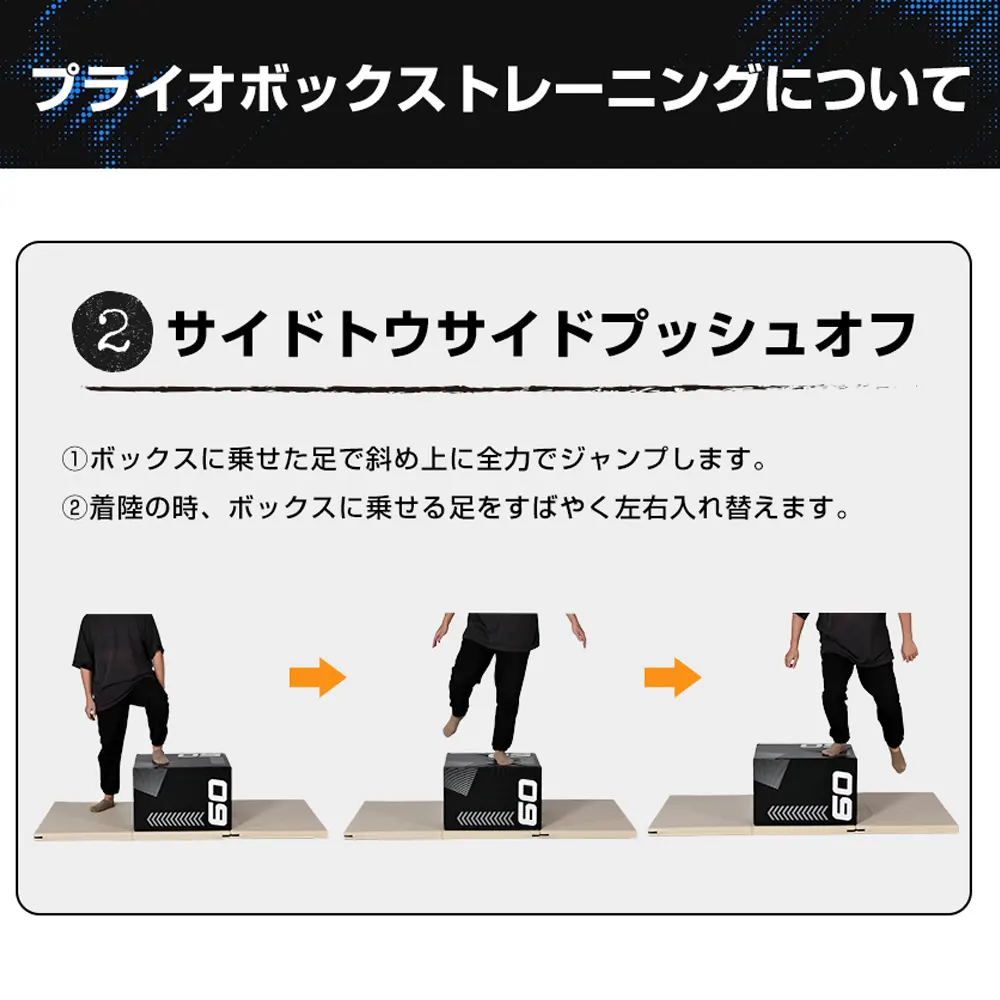 プライオボックストレーニングについて
2 サイドトウサイドプッシュオフ
①ボックスに乗せた足で斜め上に全力でジャンプします。
②着陸の時、ボックスに乗せる足をすばやく左右入れ替えます。
60
60
60